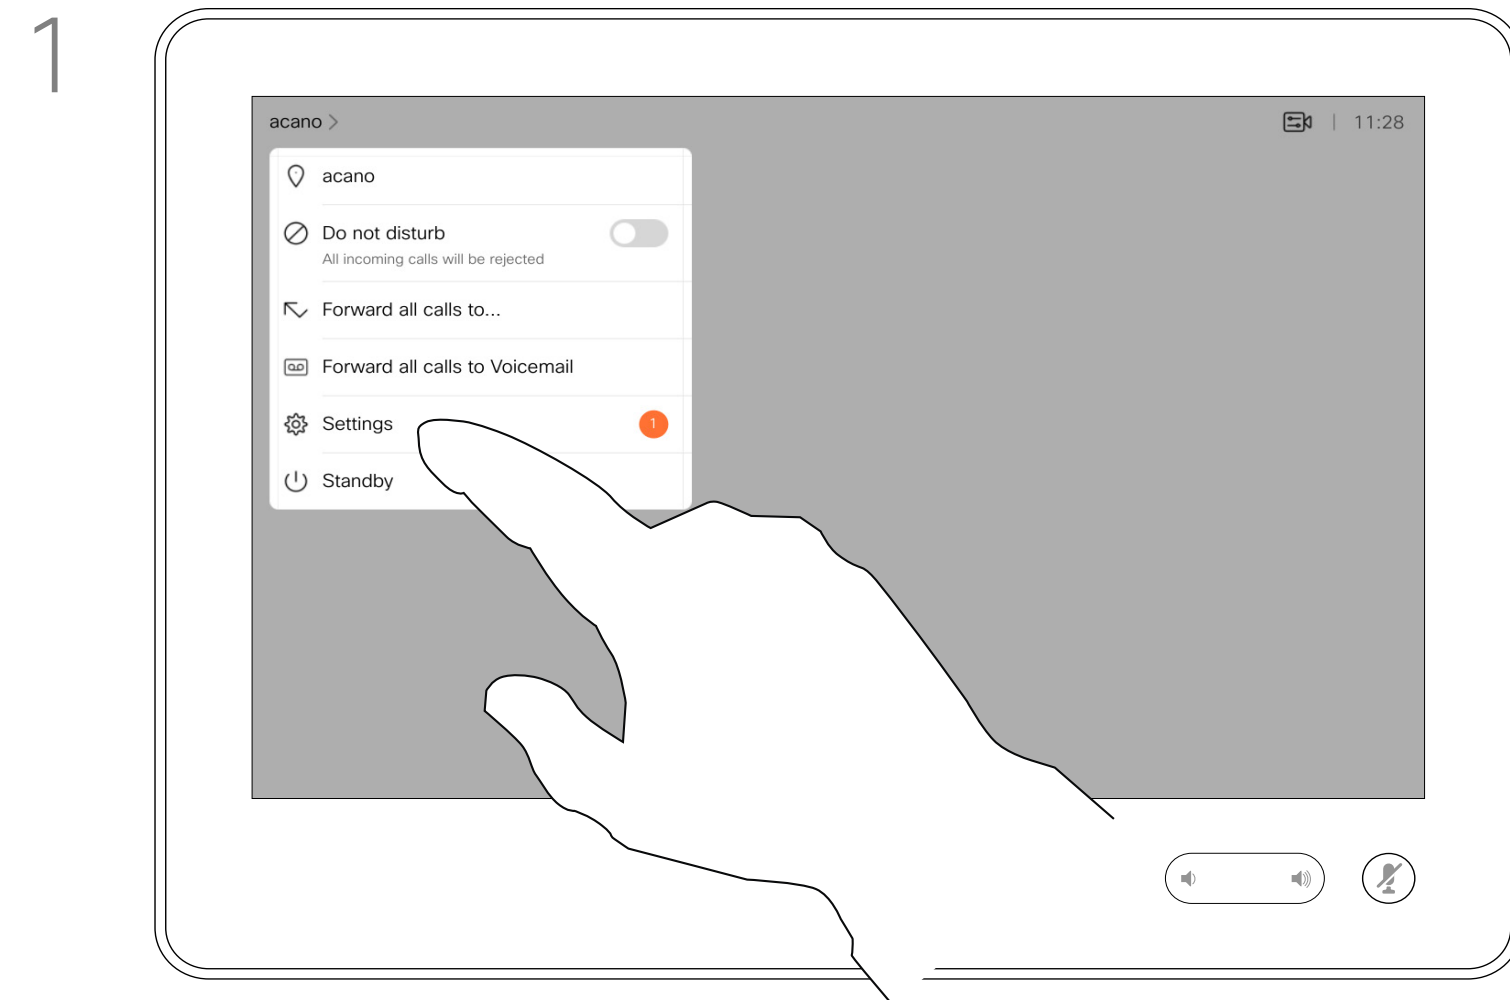 1
acano >
11:28
acano
Do not disturb
All incoming calls will be rejected
Forward all calls to...
Forward all calls to Voicemail
Settings
1
Standby